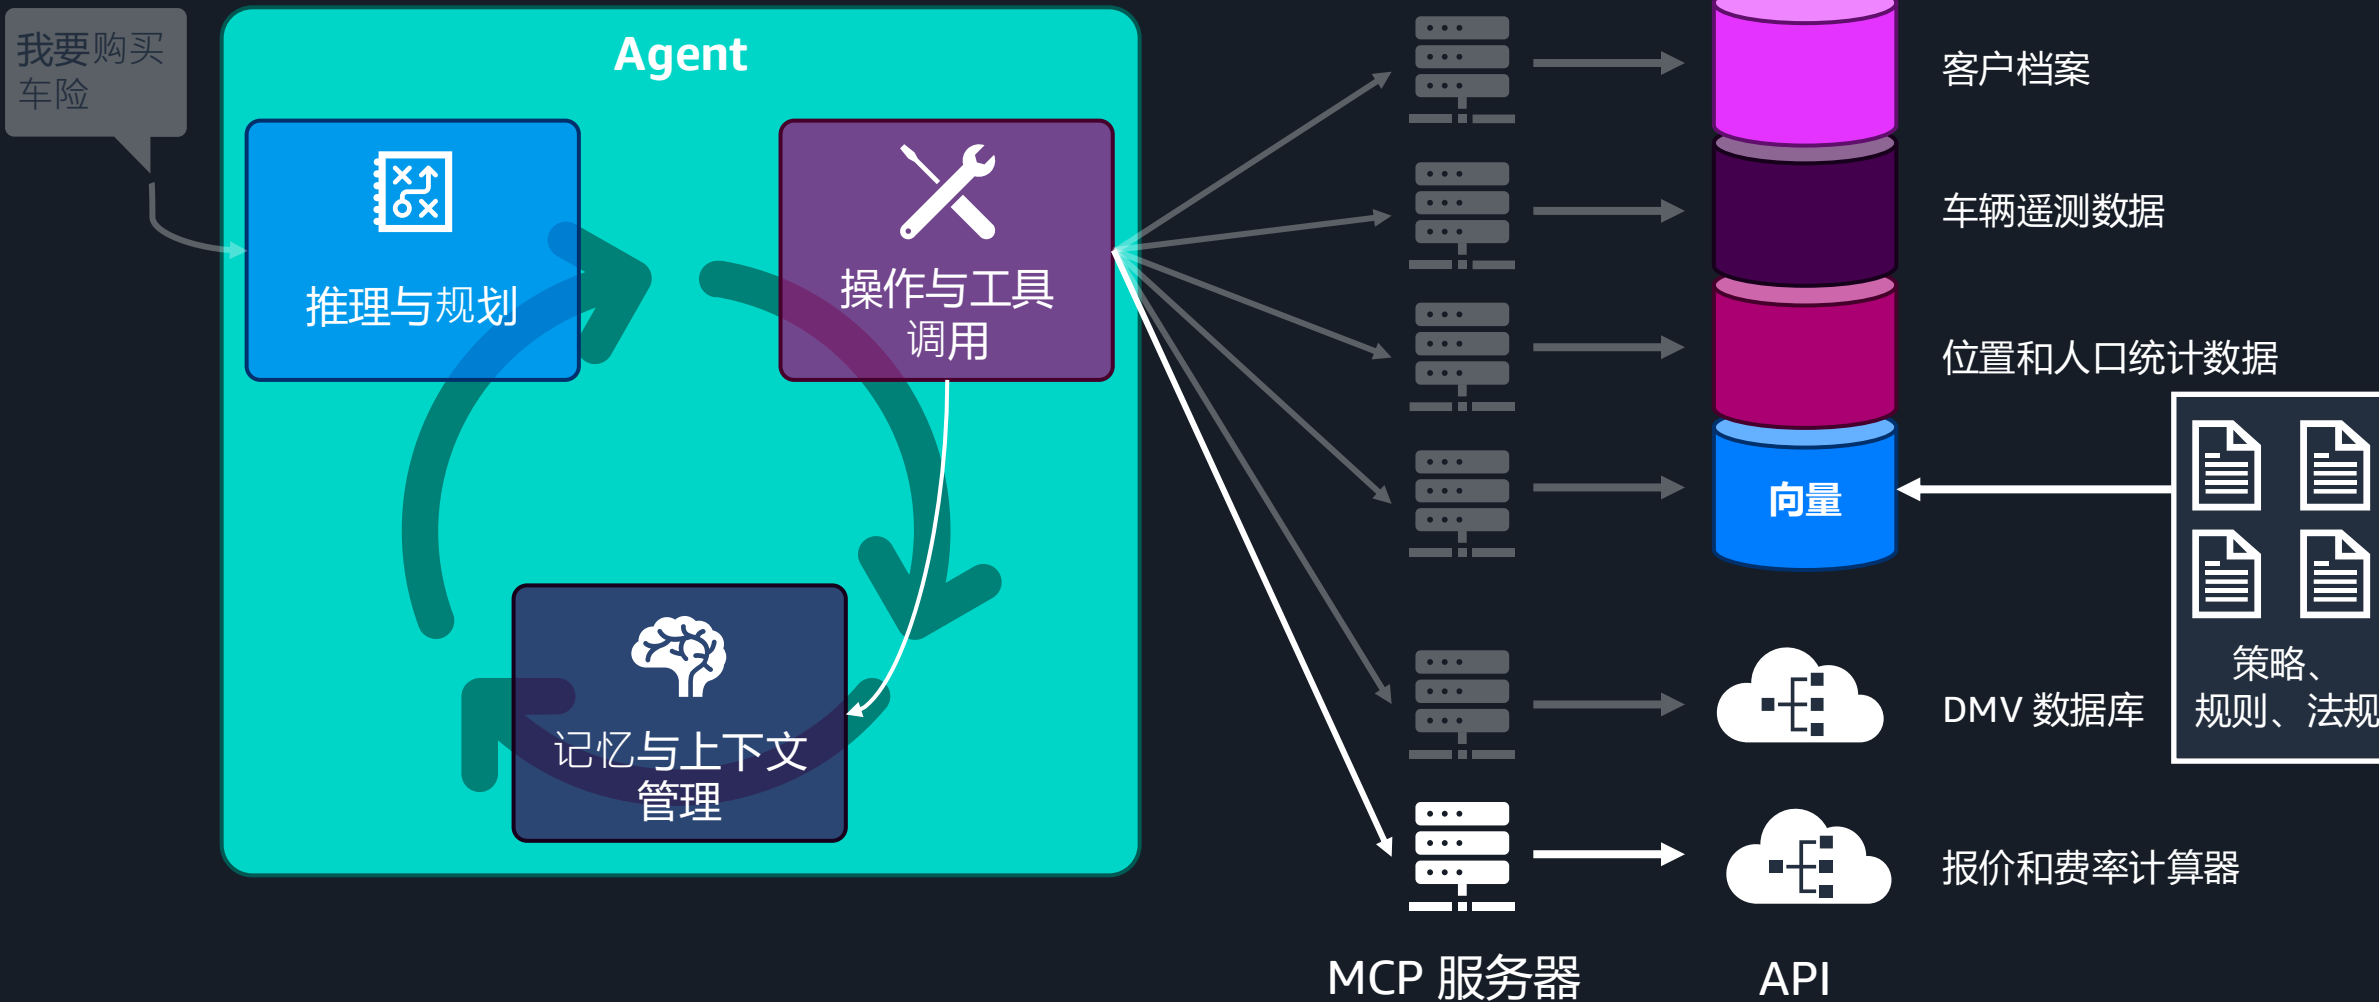 我要购买
车险
Agent
推理与规划
操作与工具
调用
记忆与上下文
管理
客户档案
车辆遥测数据
位置和人口统计数据
向量
策略、
规则、法规
DMV 数据库
报价和费率计算器
MCP 服务器
API